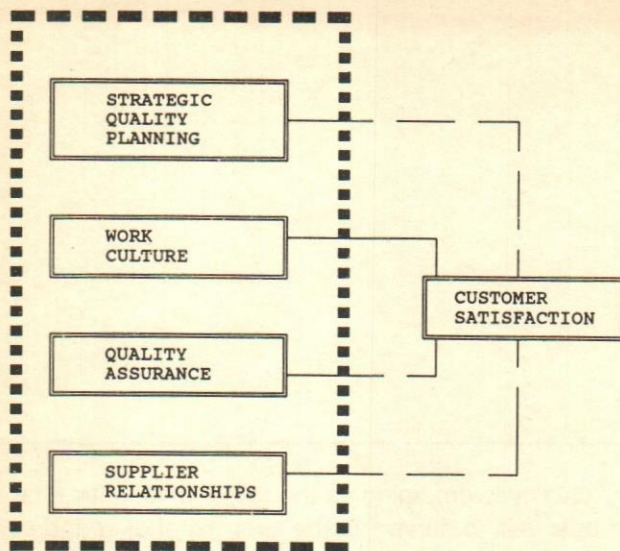 STRATEGIC
QUALITY
PLANNING
WORK
CULTURE
CUSTOMER
SATISFACTION
QUALITY
ASSURANCE
SUPPLIER
RELATIONSHIPS